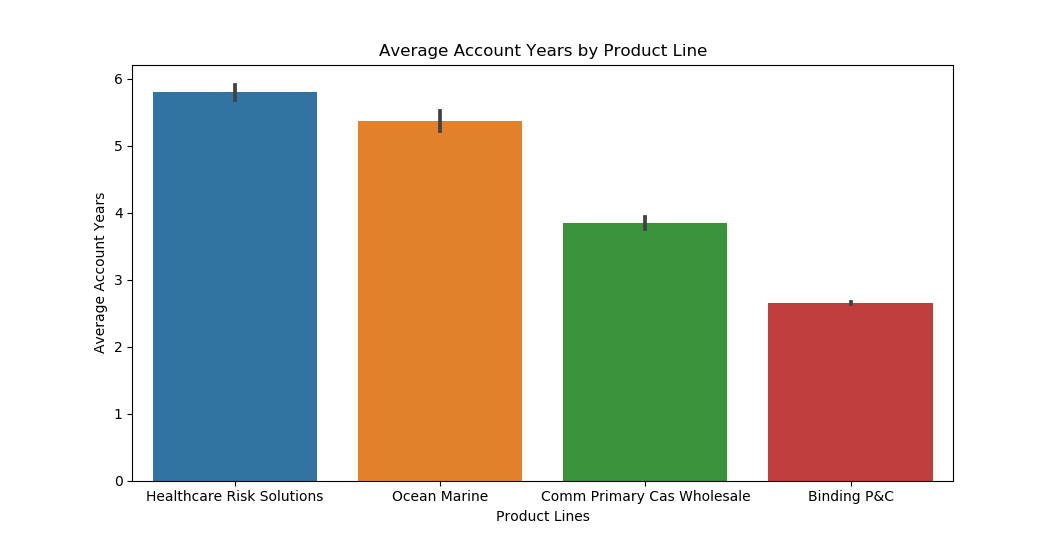 Average Account Years by Product Line
Average Account Years
6
5
4
3
2
1
0
Healthcare Risk Solutions
Ocean Marine
Comm Primary Cas Wholesale
Binding P&C
Product Lines